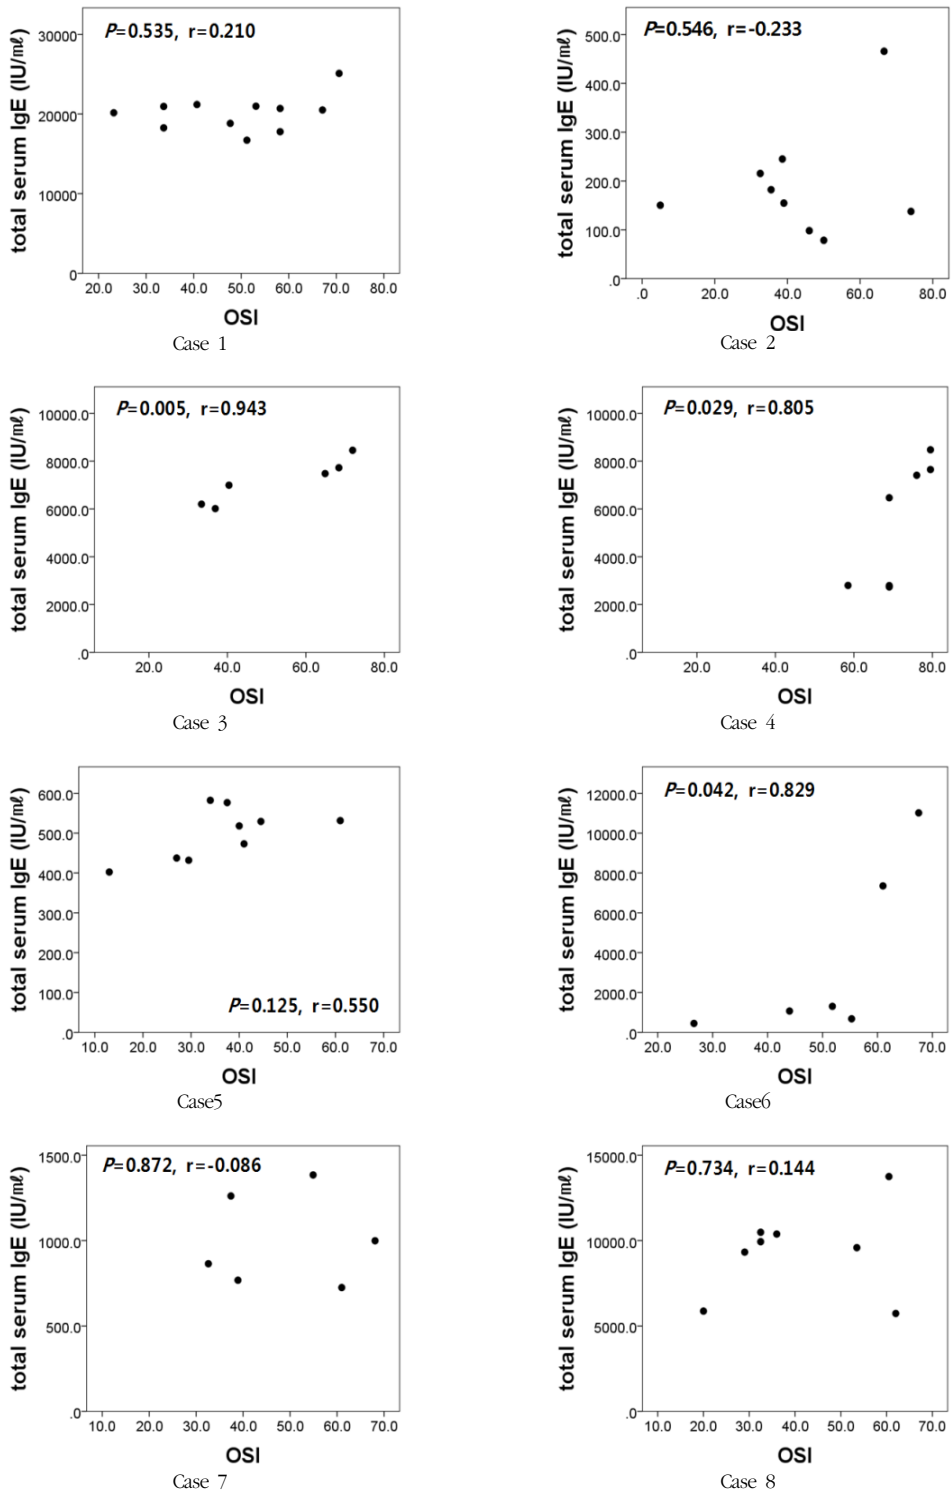 P=0.535, r=0.210
total serum IgE (IU/㎖)
30000
20000
10000
0
20.0 30.0 40.0 50.0 60.0 70.0 80.0
OSI
Case 1
P=0.546, r=-0.233
total serum IgE (IU/㎖)
500.0
400.0
300.0
200.0
100.0
.0
.0 20.0 40.0 60.0 80.0
OSI
Case 2
P=0.005, r=0.943
total serum IgE (IU/㎖)
10000.0
8000.0
6000.0
4000.0
2000.0
.0
20.0 40.0 60.0 80.0
OSI
Case 3
P=0.029, r=0.805
total serum IgE (IU/㎖)
10000.0
8000.0
6000.0
4000.0
2000.0
.0
20.0 40.0 60.0 80.0
OSI
Case 4
total serum IgE (IU/㎖)
600.0
500.0
400.0
300.0
200.0
100.0
.0
P=0.125, r=0.550
10.0 20.0 30.0 40.0 50.0 60.0 70.0
OSI
Case5
P=0.042, r=0.829
total serum IgE (IU/㎖)
12000.0
10000.0
8000.0
6000.0
4000.0
2000.0
.0
20.0 30.0 40.0 50.0 60.0 70.0
OSI
Case6
P=0.872, r=-0.086
total serum IgE (IU/㎖)
1500.0
1000.0
500.0
.0
10.0 20.0 30.0 40.0 50.0 60.0 70.0
OSI
Case 7
P=0.734, r=0.144
total serum IgE (IU/㎖)
15000.0
10000.0
5000.0
.0
10.0 20.0 30.0 40.0 50.0 60.0 70.0
OSI
Case 8